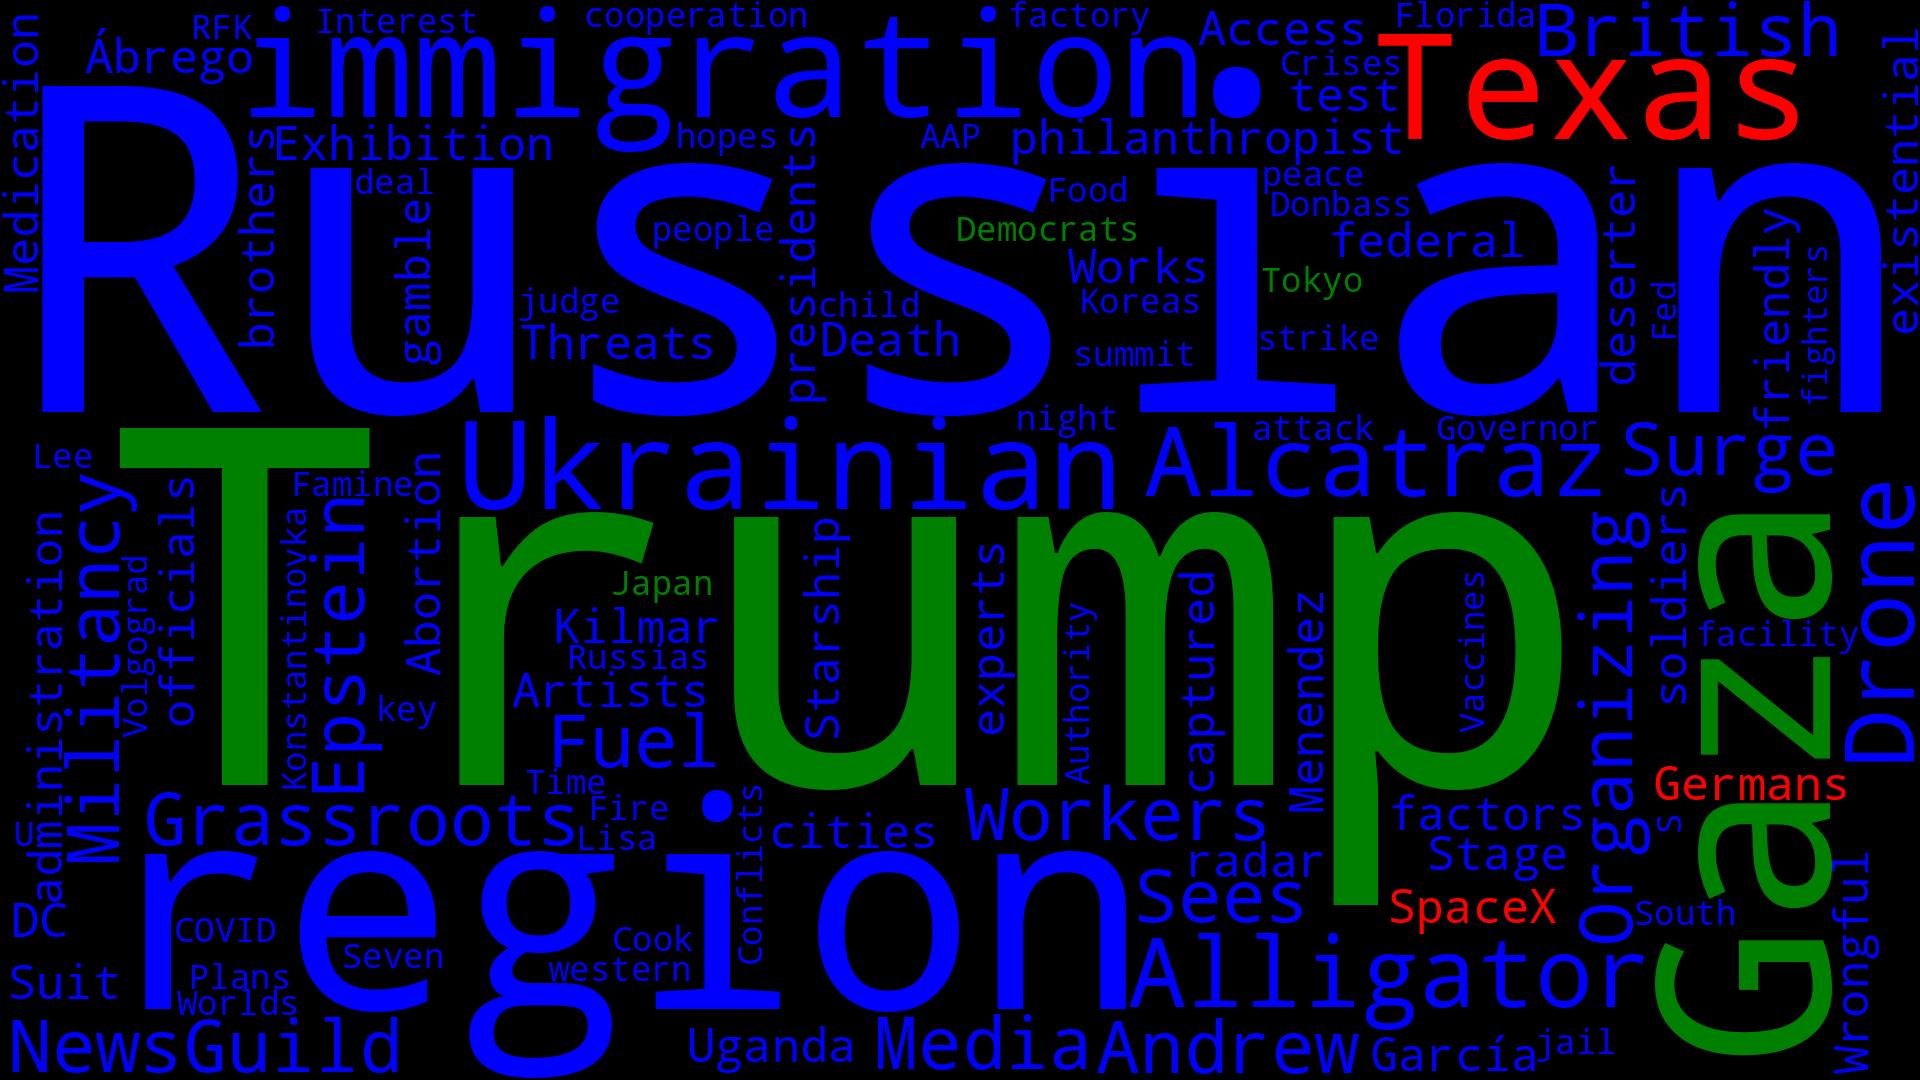 RFK
Interest
cooperation
factory
Florida
British
Ábrego
immigration.
Access
Texas
Crises
test
Medication
Exhibition
hopes
AAP
philanthropist
existential
Russian
brothers
deal
gamble
people
presidents
Food
Democrats
peace
Donbass
federal
deserter
friendly
Works
Tokyo
fighters
Fed
judge
child
Koreas
Threats
Death
summit
strike
night
attack
Governor
Lee
Ukrainian
Alcatraz
Surge
Trump
Famine
Militancy
officials
Abortion
Epstein
Konstantinovka
Volgograd
administration
Japan
Starship
experts
captured
Authority
Menendez
Vaccines
organizing
soldiers
Gaza
Drone
facility
Kilmar
Russias
Artists
key
Fuel
Time
Germans
Grassroots
Fire
Lisa
Conflicts
cities
Workers
factors
S
U
region
radar
Stage
Sees
SpaceX
South
Wrongful
DC
COVID
Seven
Cook
western
Alligator
Suit
Plans
Worlds
News
Guild
Uganda
Media
Andrew
García
jail